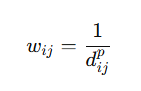 w_{ij} = \frac{1}{d_{ij}^{p}}